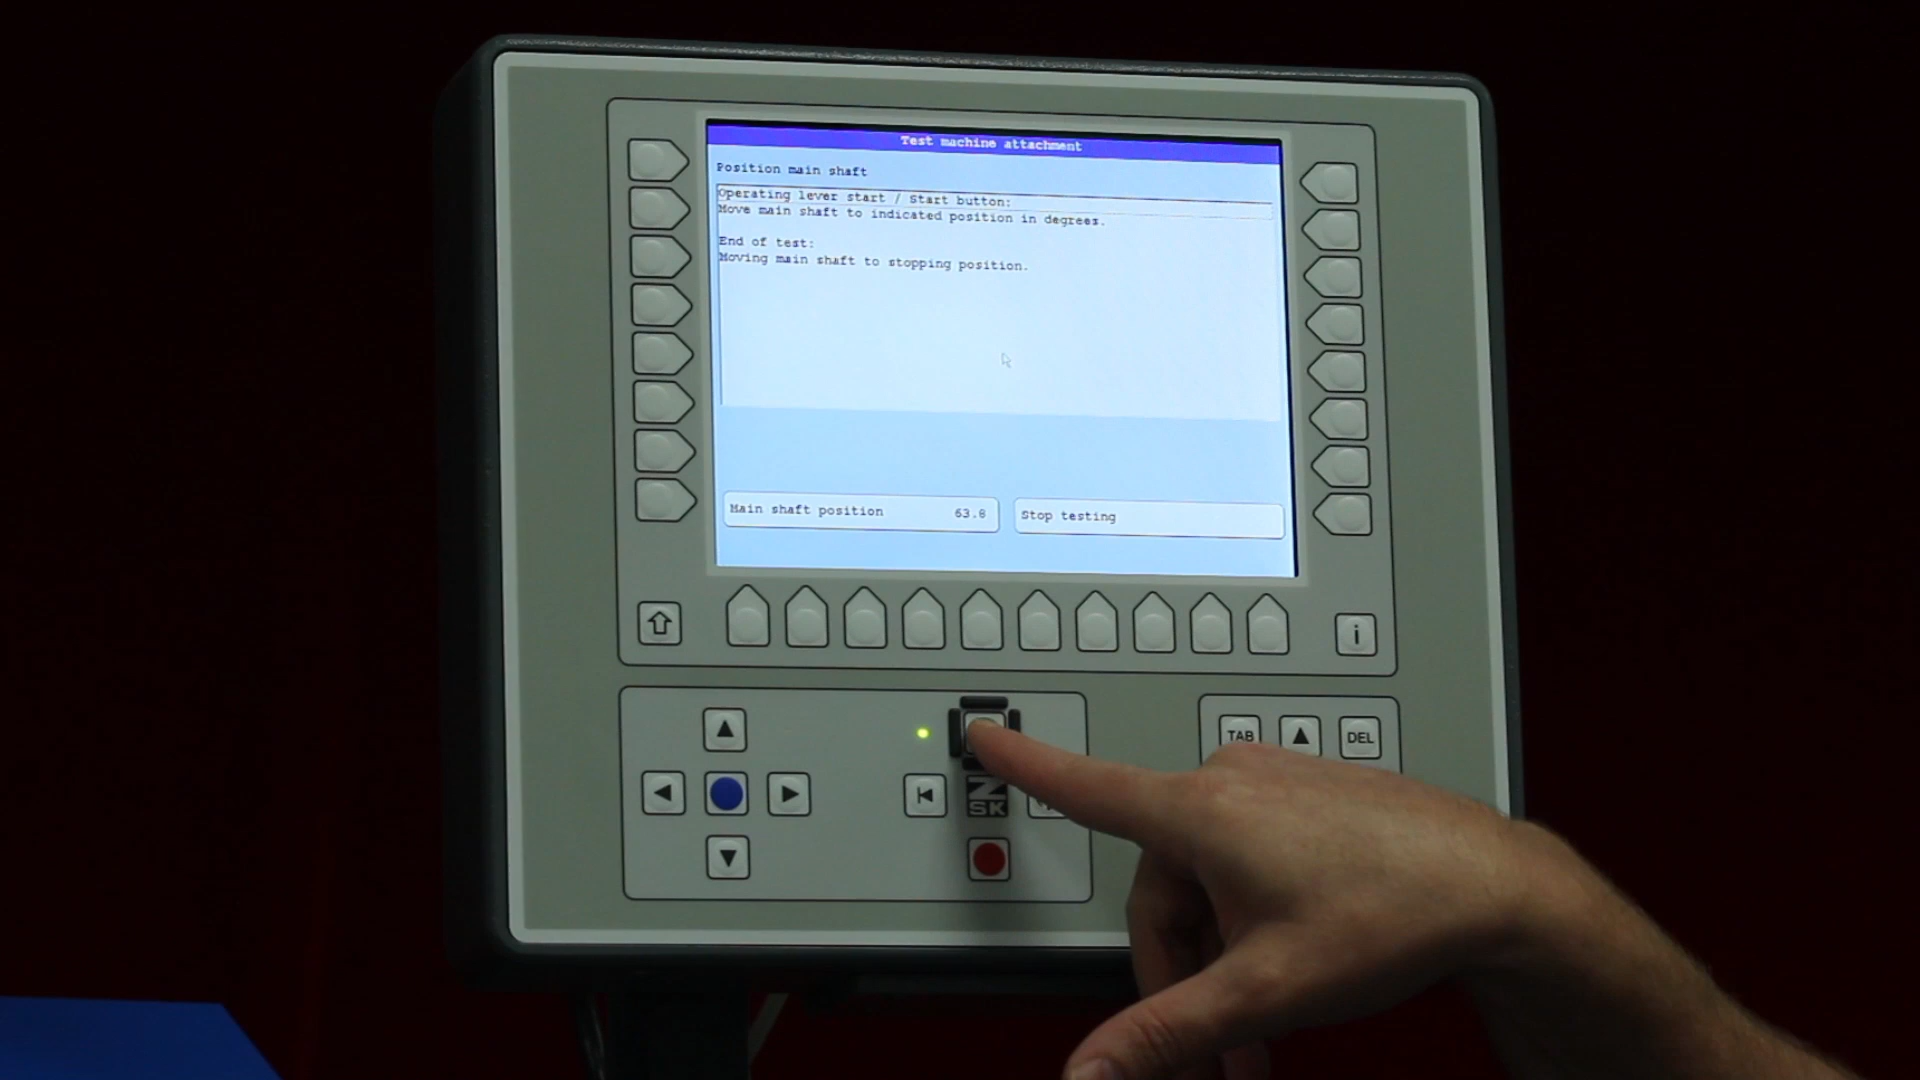 Test machine attachment
Position main shaft
Operating lever start / Start button:
Move main shaft to indicated position in degrees.
End of test:
Moving main shaft to stopping position.
Main shaft position 63.8
Stop testing
i
TAB
DEL
Z
SK